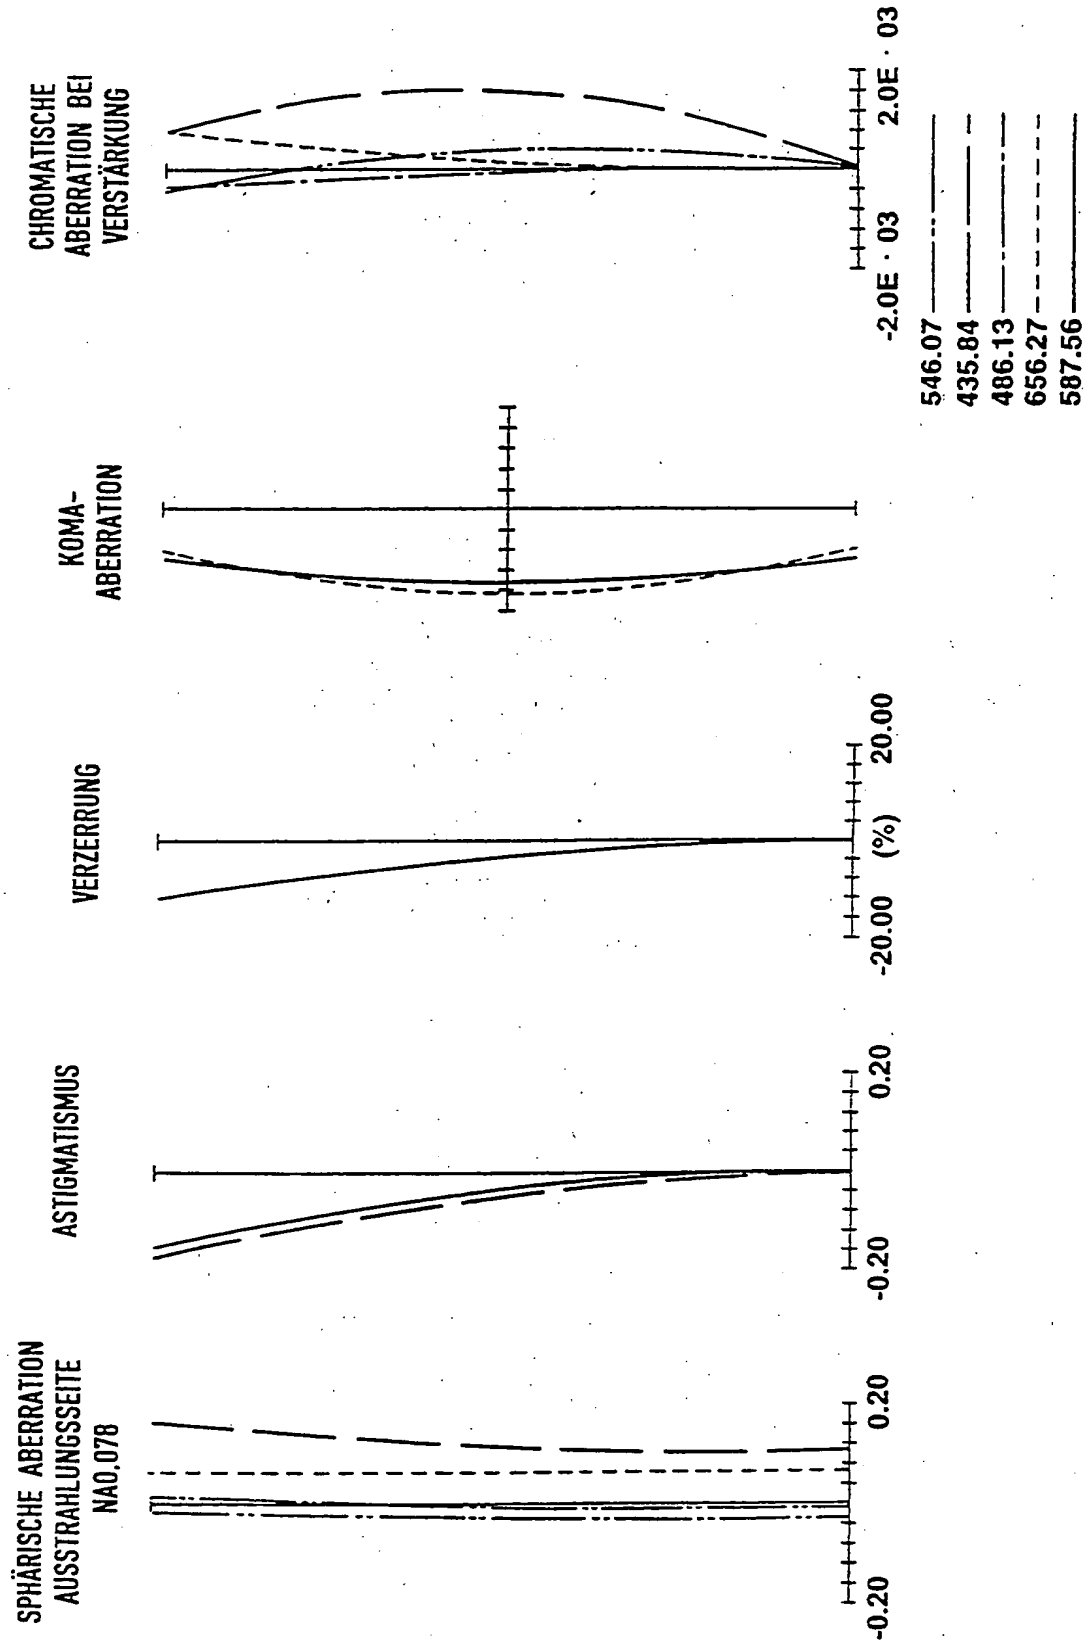 SPHÄRISCHE ABERRATION
AUSSTRAHLUNGSSEITE
NA0,078
-0.20
0.20
ASTIGMATISMUS
-0.20
0.20
VERZERRUNG
-20.00
(%)
20.00
KOMA-
ABERRATION
CHROMATISCHE
ABERRATION BEI
VERSTÄRKUNG
-2.0E · 03
2.0E · 03
546.07
435.84
486.13
656.27
587.56